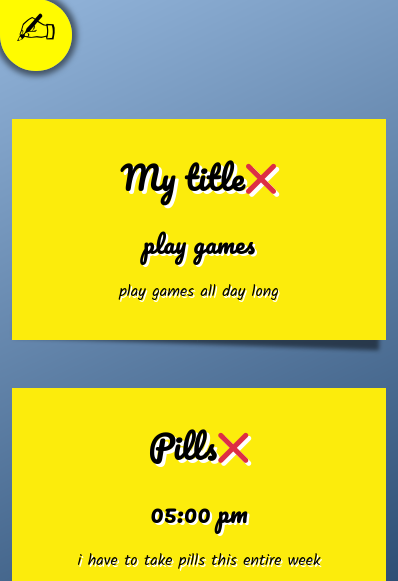 My title❌
play games
play games all day long
Pills❌
05:00 pm
i have to take pills this entire week